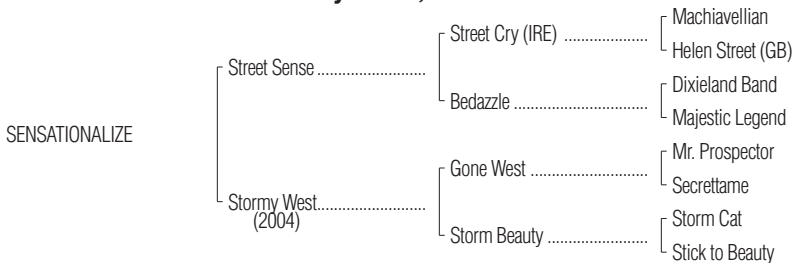 Machiavellian
Street Cry (IRE) ....................
Helen Street (GB)
Street Sense ..........................
Dixieland Band
Bedazzle .................................
Majestic Legend
SENSATIONALIZE
Mr. Prospector
Gone West .............................
Secrettame
Stormy West..........................
(2004)
Storm Cat
Storm Beauty .........................
Stick to Beauty